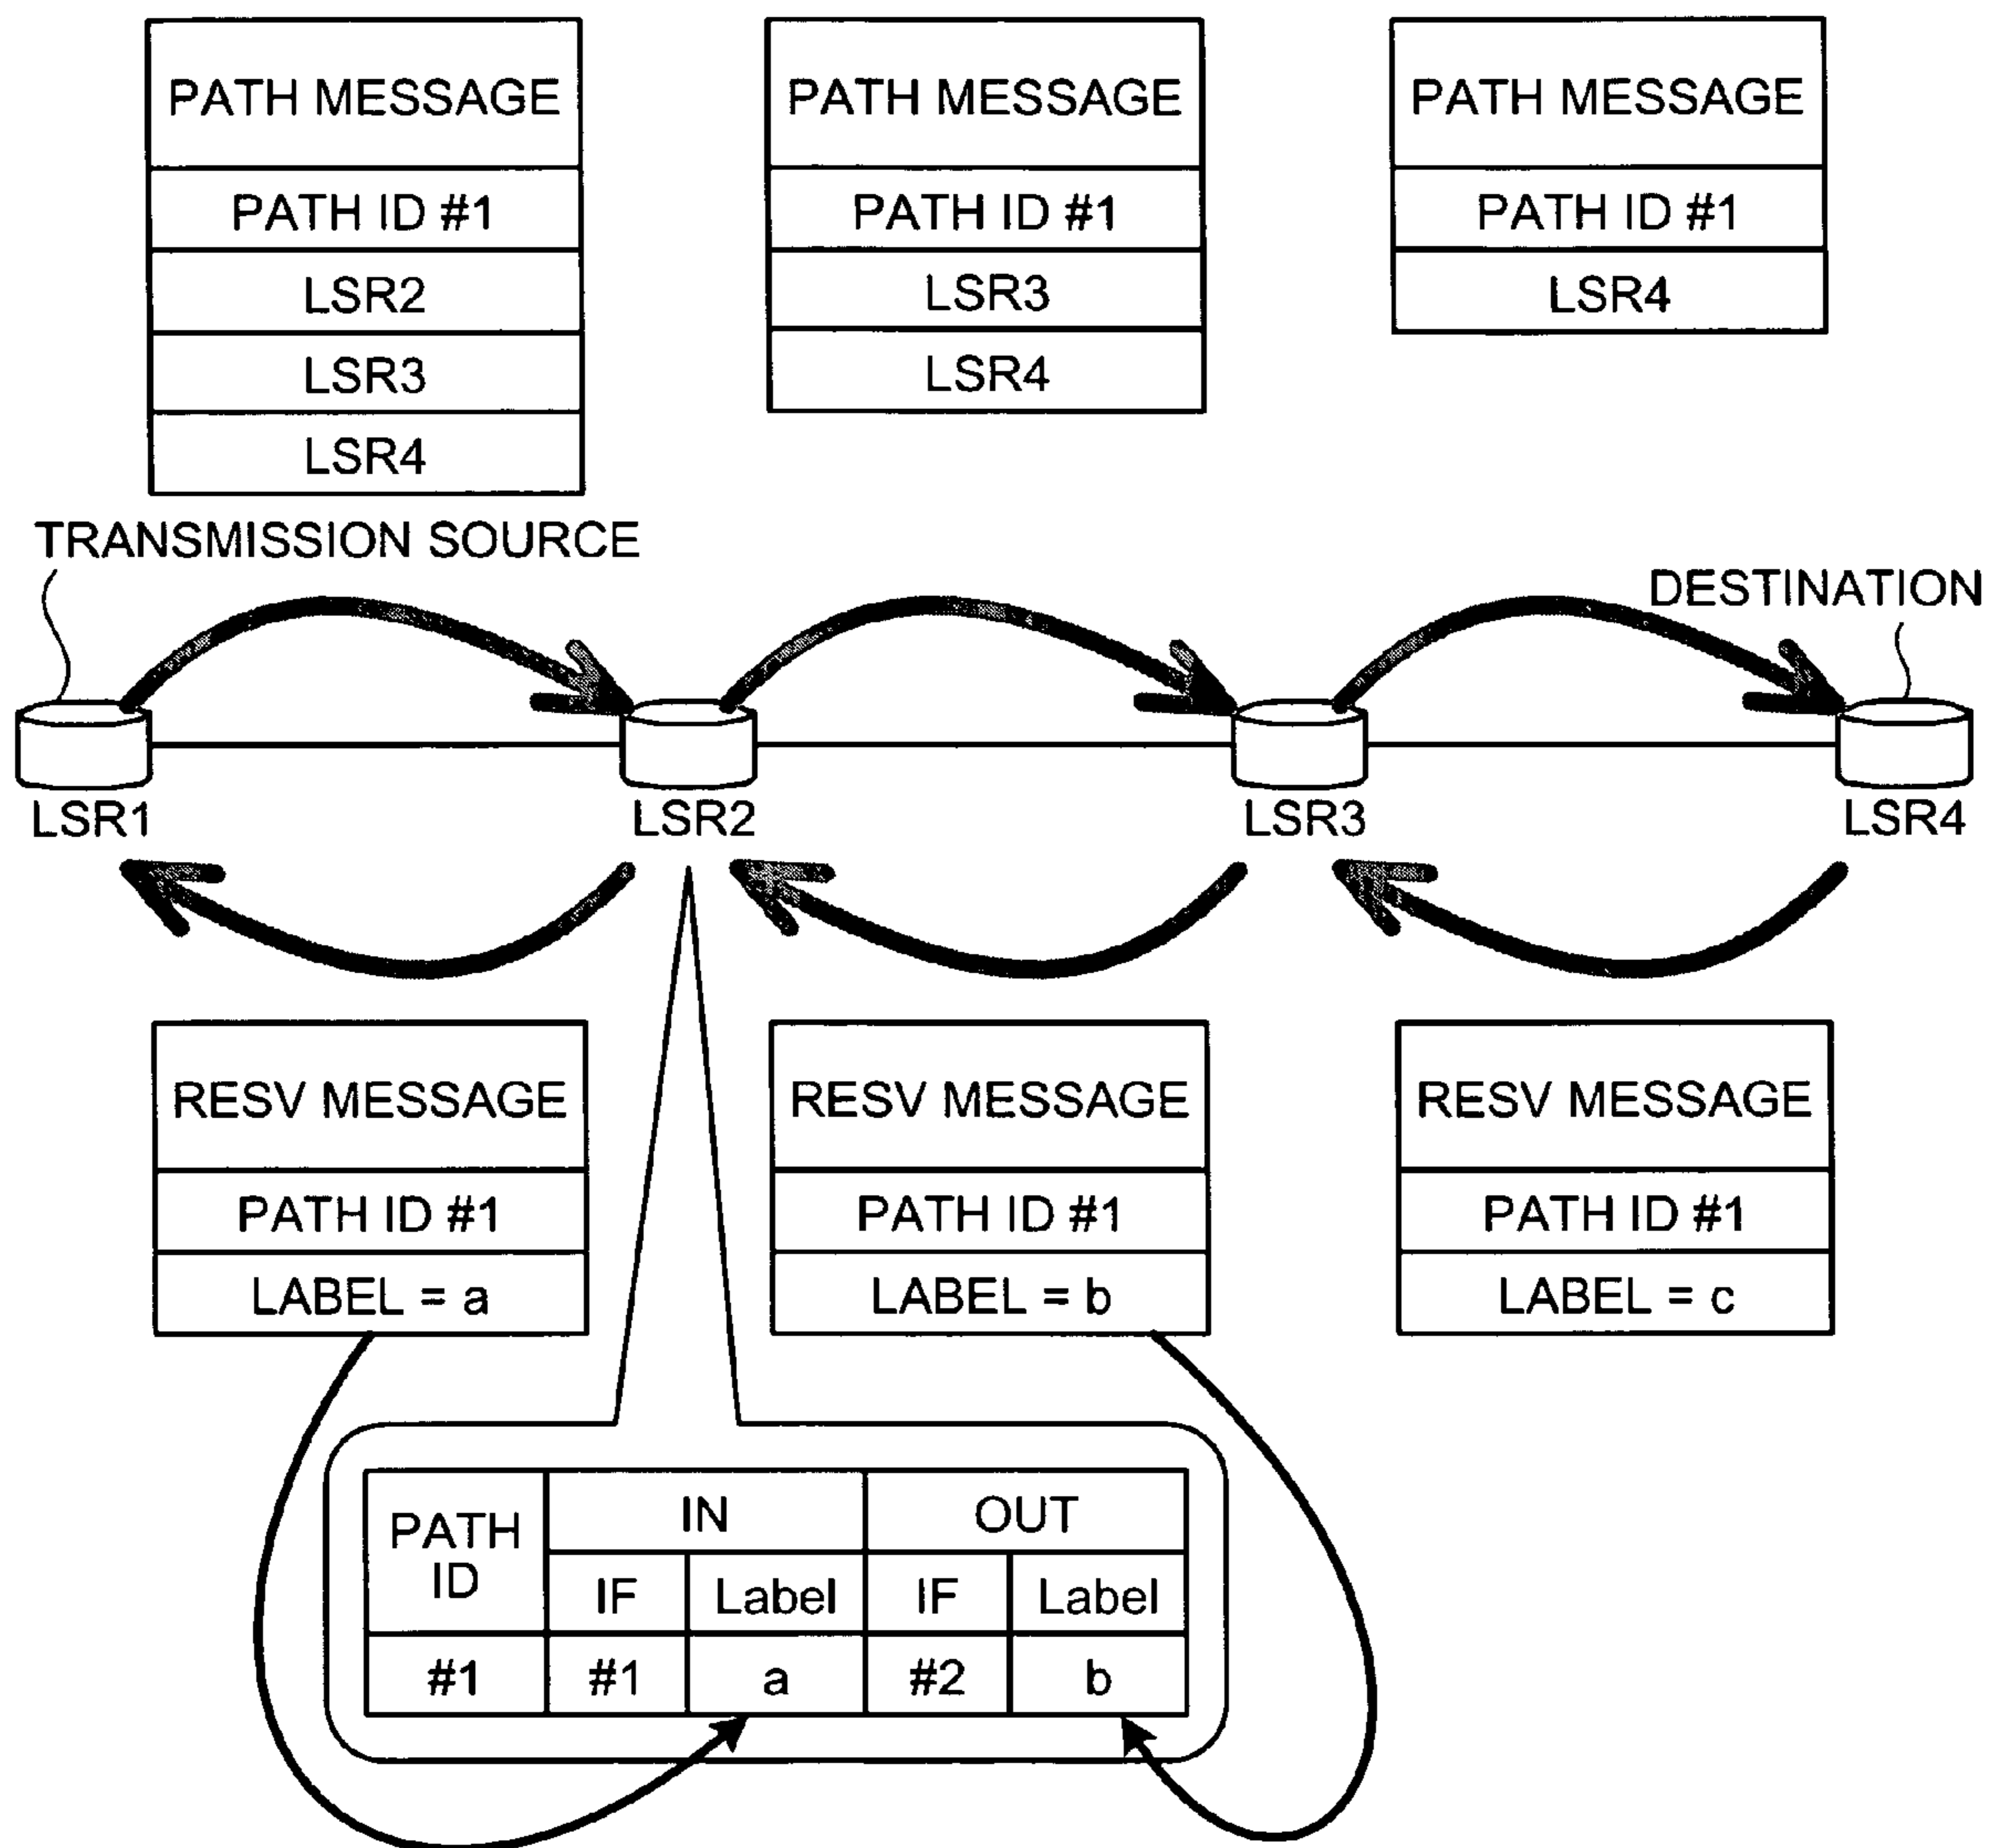 PATH MESSAGE
PATH ID #1
LSR2
LSR3
LSR4
PATH MESSAGE
PATH ID #1
LSR3
LSR4
PATH MESSAGE
PATH ID #1
LSR4
TRANSMISSION SOURCE
DESTINATION
LSR1
LSR2
LSR3
LSR4
RESV MESSAGE
PATH ID #1
LABEL = a
RESV MESSAGE
PATH ID #1
LABEL = b
RESV MESSAGE
PATH ID #1
LABEL = c
PATH
ID
IN
OUT
IF
Label
IF
Label
#1
#1
a
#2
b